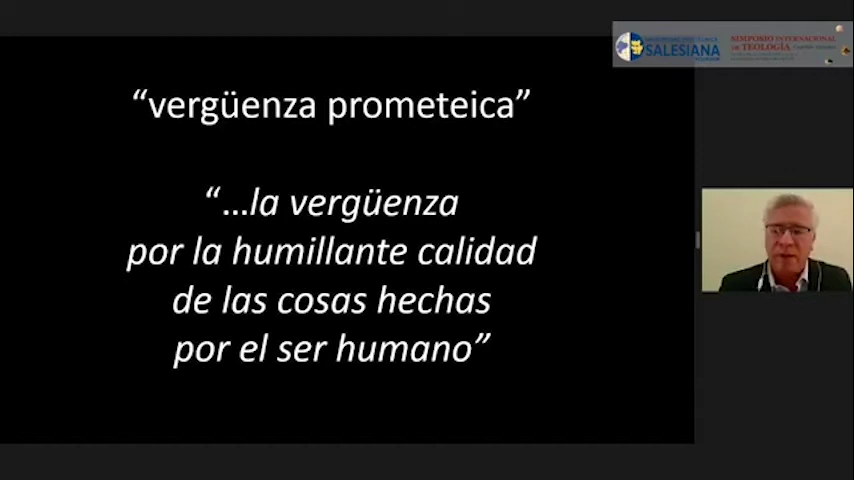 SALESIANA
SIMPOSIO INTERNACIONAL
DE TEOLOGÍA
“vergüenza prometeica”
“...la vergüenza
por la humillante calidad
de las cosas hechas
por el ser humano”